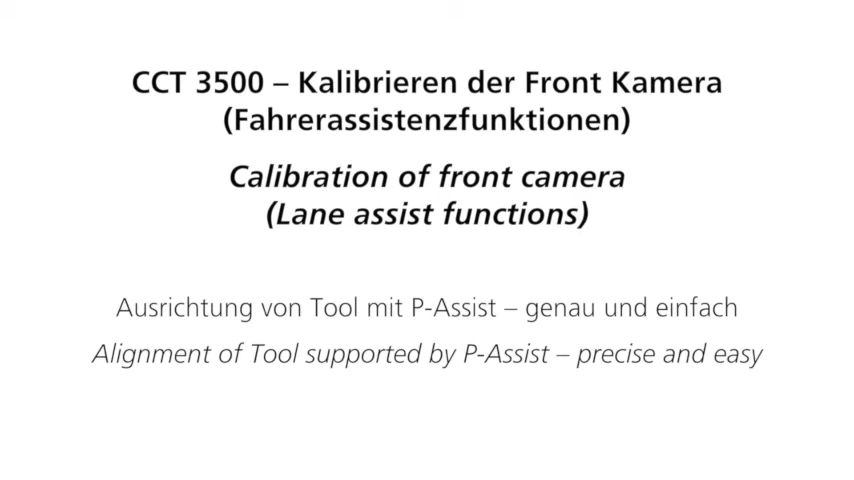 CCT 3500 – Kalibrieren der Front Kamera
(Fahrerassistenzfunktionen)
Calibration of front camera
(Lane assist functions)
Ausrichtung von Tool mit P-Assist – genau und einfach
Alignment of Tool supported by P-Assist – precise and easy